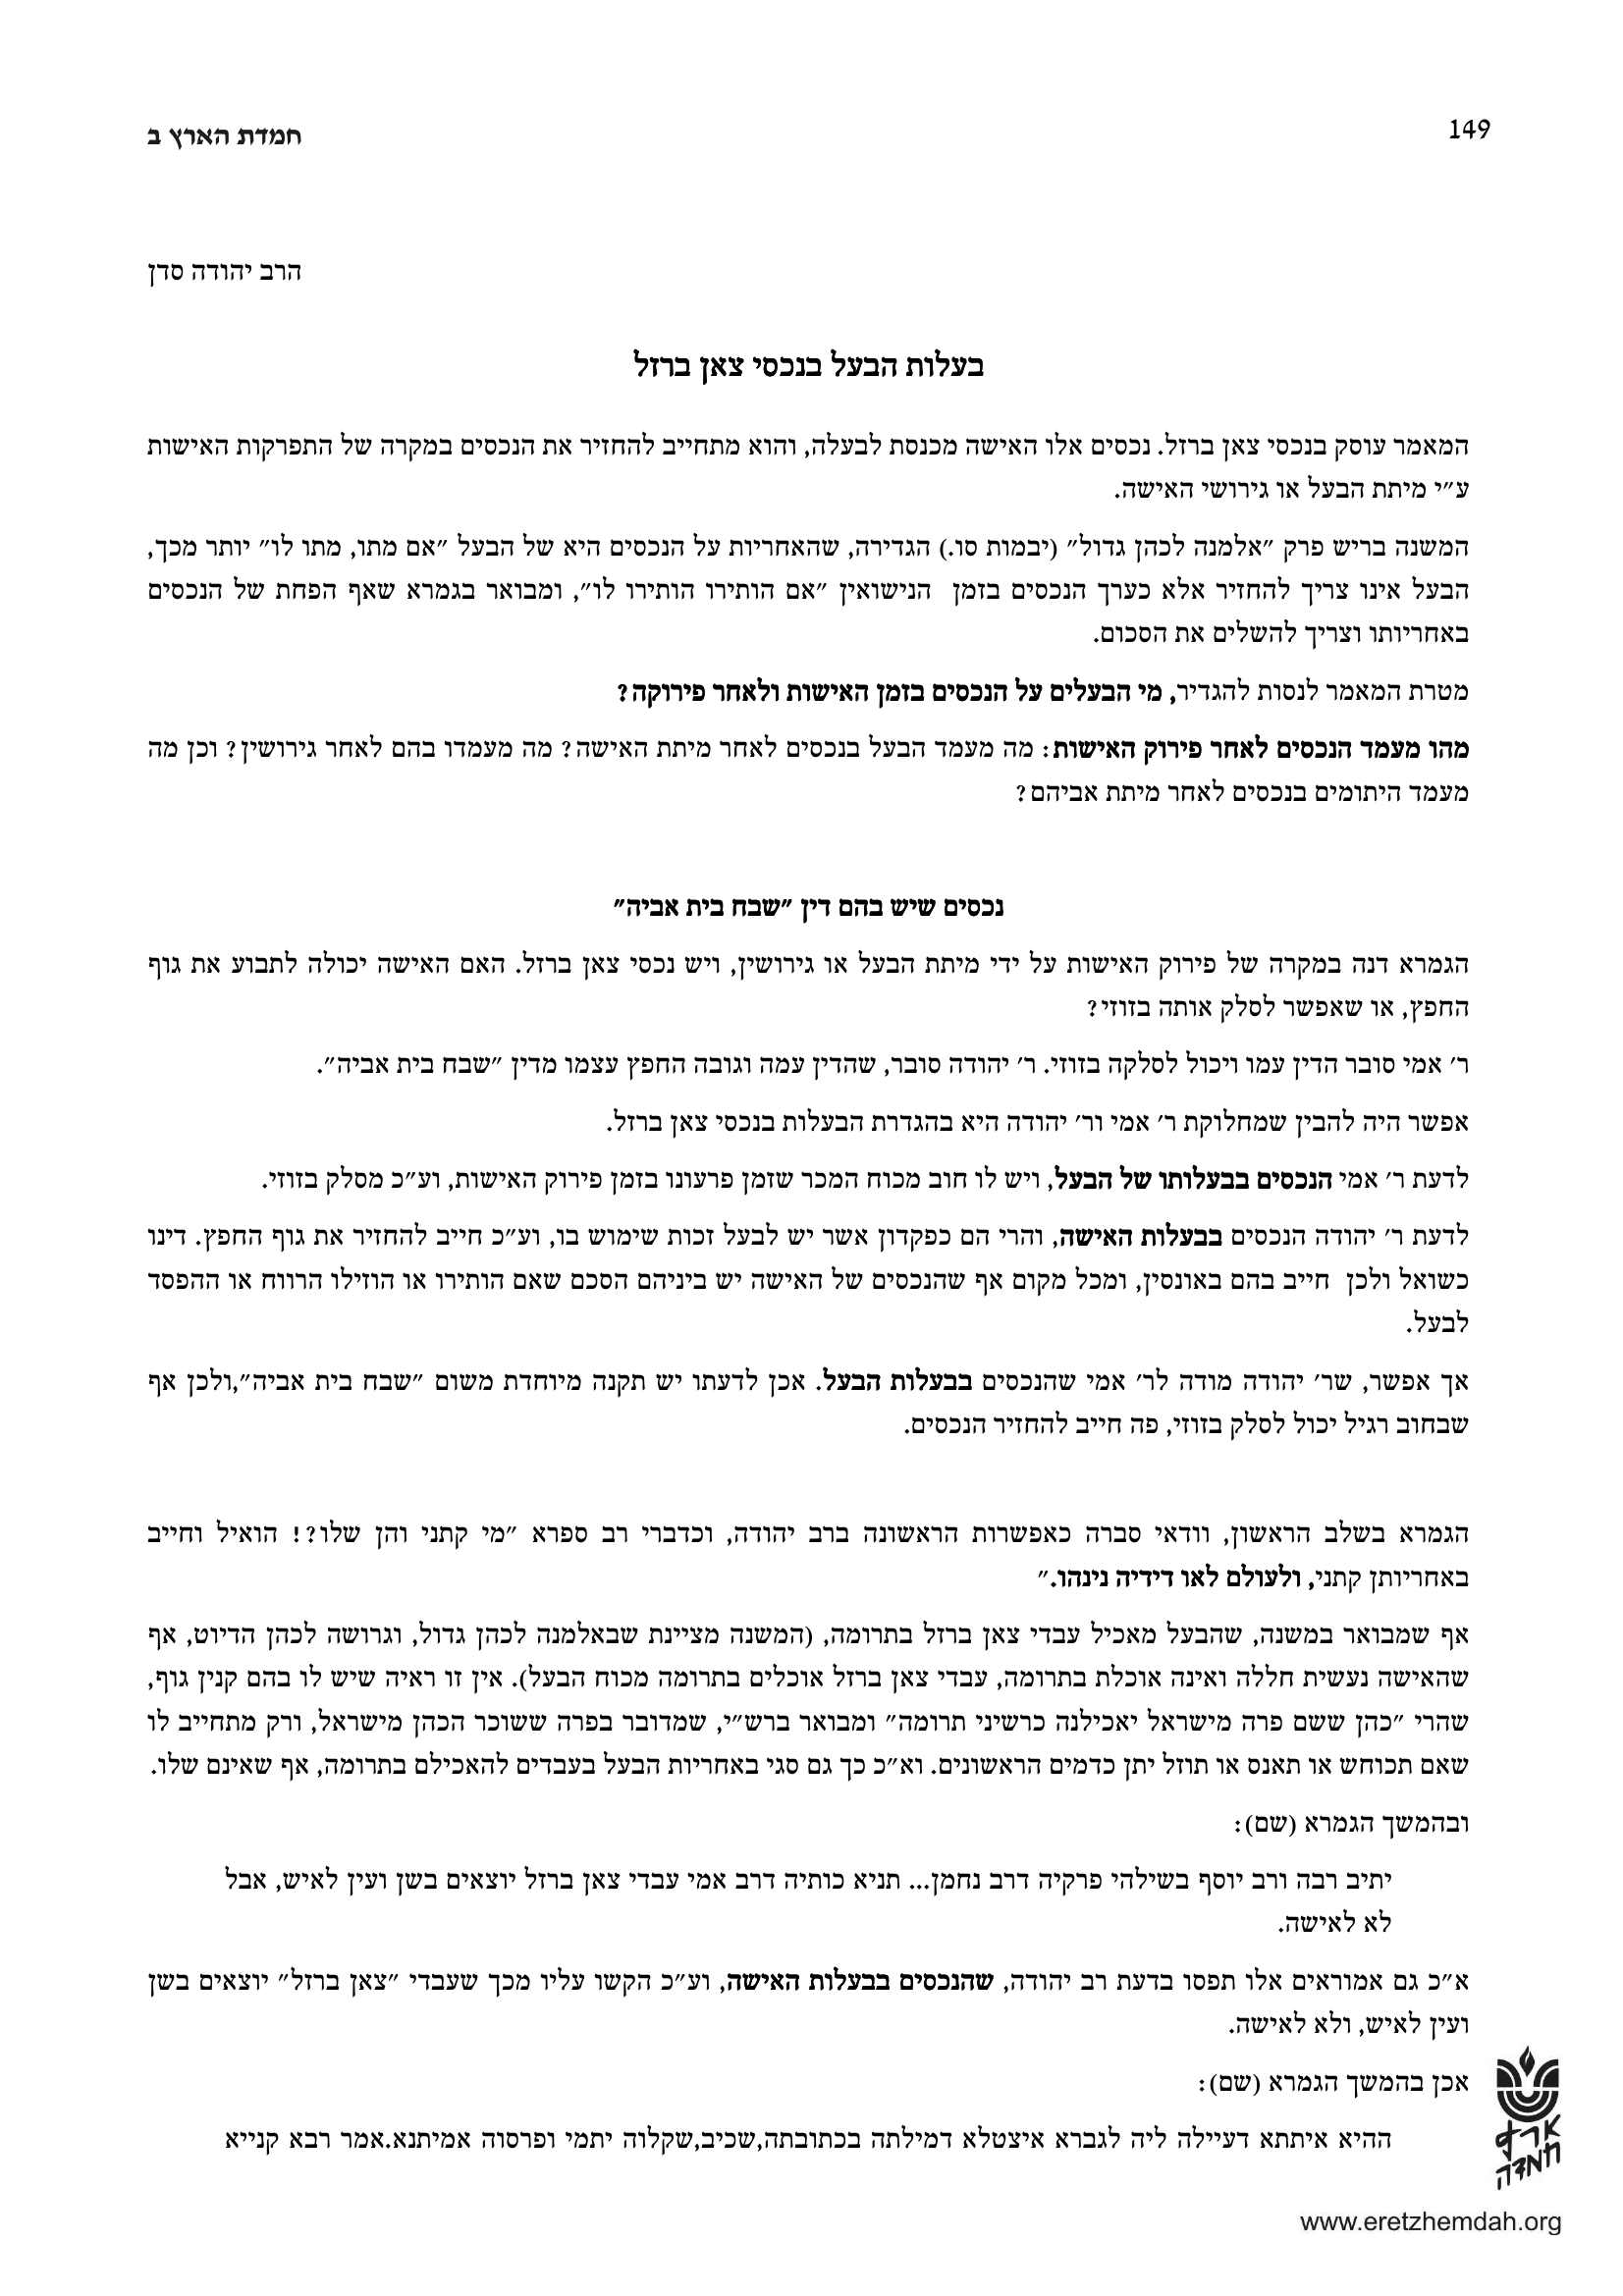 149
חמדת הארץ ב
הרב יהודה סדן
בעלות הבעל בנכסי צאן ברזל
המאמר עוסק בנכסי צאן ברזל. נכסים אלו האישה מכנסת לבעלה, והוא מתחייב להחזיר את הנכסים במקרה של התפרקות האישות
ע״י מיתת הבעל או גירושי האישה.
המשנה בריש פרק ״אלמנה לכהן גדול״ (יבמות סו.) הגדירה, שהאחריות על הנכסים היא של הבעל ״אם מתו, מתו לו״ יותר מכך,
הבעל אינו צריך להחזיר אלא כערך הנכסים בזמן הנישואין ״אם הותירו הותירו לו״, ומבואר בגמרא שאף הפחת של הנכסים
באחריותו וצריך להשלים את הסכום.
מטרת המאמר לנסות להגדיר, מי הבעלים על הנכסים בזמן האישות ולאחר פירוקה?
מהו מעמד הנכסים לאחר פירוק האישות: מה מעמד הבעל בנכסים לאחר מיתת האישה? מה מעמדו בהם לאחר גירושין? וכן מה
מעמד היתומים בנכסים לאחר מיתת אביהם?
נכסים שיש בהם דין ״שבח בית אביה״
הגמרא דנה במקרה של פירוק האישות על ידי מיתת הבעל או גירושין, ויש נכסי צאן ברזל. האם האישה יכולה לתבוע את גוף
החפץ, או שאפשר לסלק אותה בזוזי?
ר׳ אמי סובר הדין עמו ויכול לסלקה בזוזי. ר׳ יהודה סובר, שהדין עמה וגובה החפץ עצמו מדין ״שבח בית אביה״.
אפשר היה להבין שמחלוקת ר׳ אמי ור׳ יהודה היא בהגדרת הבעלות בנכסי צאן ברזל.
לדעת ר׳ אמי הנכסים בבעלותו של הבעל, ויש לו חוב מכוח המכר שזמן פרעונו בזמן פירוק האישות, וע״כ מסלק בזוזי.
לדעת ר׳ יהודה הנכסים בבעלות האישה, והרי הם כפקדון אשר יש לבעל זכות שימוש בו, וע״כ חייב להחזיר את גוף החפץ. דינו
כשואל ולכן חייב בהם באונסין, ומכל מקום אף שהנכסים של האישה יש ביניהם הסכם שאם הותירו או הוזילו הרווח או ההפסד
לבעל.
אך אפשר, שר׳ יהודה מודה לר׳ אמי שהנכסים בבעלות הבעל. אכן לדעתו יש תקנה מיוחדת משום ״שבח בית אביה״,ולכן אף
שבחוב רגיל יכול לסלק בזוזי, פה חייב להחזיר הנכסים.
הגמרא בשלב הראשון, וודאי סברה כאפשרות הראשונה ברב יהודה, וכדברי רב ספרא ״מי קתני והן שלו?! הואיל וחייב
באחריותן קתני, ולעולם לאו דידיה נינהו.״
אף שמבואר במשנה, שהבעל מאכיל עבדי צאן ברזל בתרומה, (המשנה מציינת שבאלמנה לכהן גדול, וגרושה לכהן הדיוט, אף
שהאישה נעשית חללה ואינה אוכלת בתרומה, עבדי צאן ברזל אוכלים בתרומה מכוח הבעל). אין זו ראיה שיש לו בהם קנין גוף,
שהרי ״כהן ששם פרה מישראל יאכילנה כרשיני תרומה״ ומבואר ברש״י, שמדובר בפרה ששוכר הכהן מישראל, ורק מתחייב לו
שאם תכוחש או תאנס או תוזל יתן כדמים הראשונים. וא״כ כך גם סגי באחריות הבעל בעבדים להאכילם בתרומה, אף שאינם שלו.
ובהמשך הגמרא (שם):
יתיב רבה ורב יוסף בשילהי פרקיה דרב נחמן... תניא כותיה דרב אמי עבדי צאן ברזל יוצאים בשן ועין לאיש, אבל
לא לאישה.
א״כ גם אמוראים אלו תפסו בדעת רב יהודה, שהנכסים בבעלות האישה, וע״כ הקשו עליו מכך שעבדי ״צאן ברזל״ יוצאים בשן
ועין לאיש, ולא לאישה.
אכן בהמשך הגמרא (שם):
ההיא איתתא דעיילה ליה לגברא איצטלא דמילתה בכתובתה,שכיב,שקלוה יתמי ופרסוה אמיתנא.אמר רבא קנייא
ארץ
חמדה
www.eretzhemdah.org